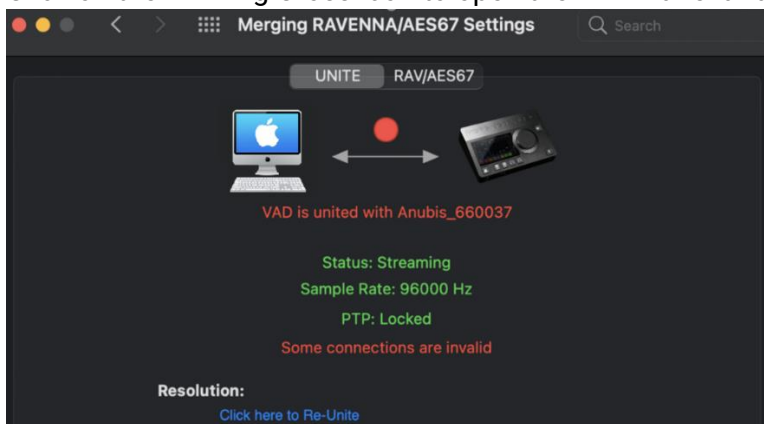 Merging RAVENNA/AES67 Settings
Search
UNITE RAV/AES67
VAD is united with Anubis_660037
Status: Streaming
Sample Rate: 96000 Hz
PTP: Locked
Some connections are invalid
Resolution:
Click here to Re-Unite